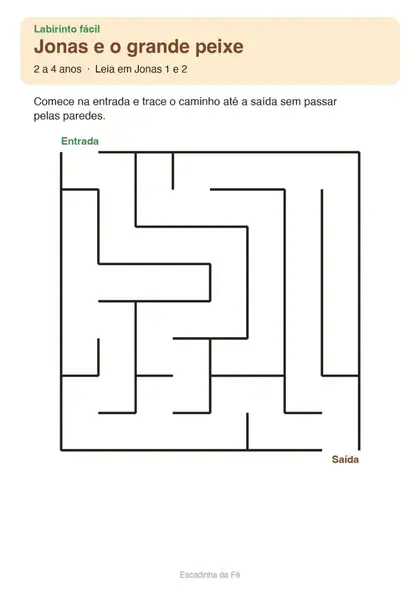 Labirinto fácil
Jonas e o grande peixe
2 a 4 anos · Leia em Jonas 1 e 2
Comece na entrada e trace o caminho até a saída sem passar
pelas paredes.
Entrada
Saída
Escadinha da Fé